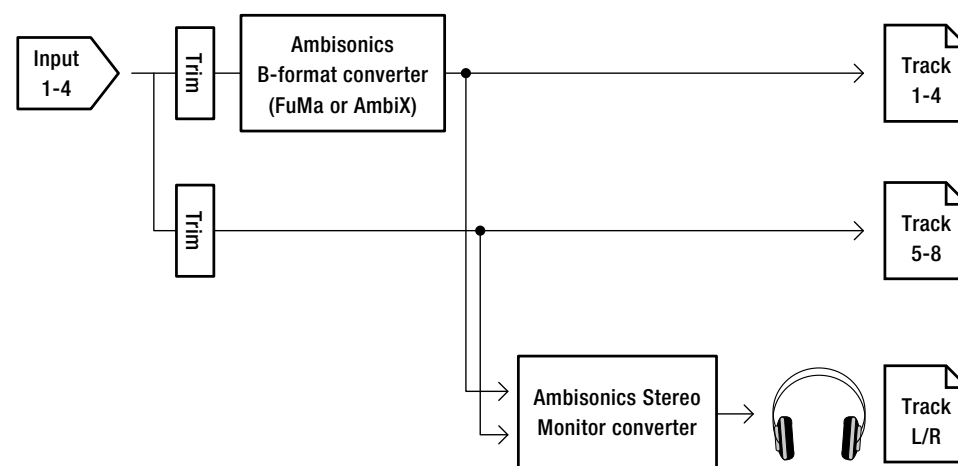 Input
1-4
Trim
Ambisonics
B-format converter
(FuMa or AmbiX)
Track
1-4
Trim
Track
5-8
Ambisonics Stereo
Monitor converter
Track
L/R